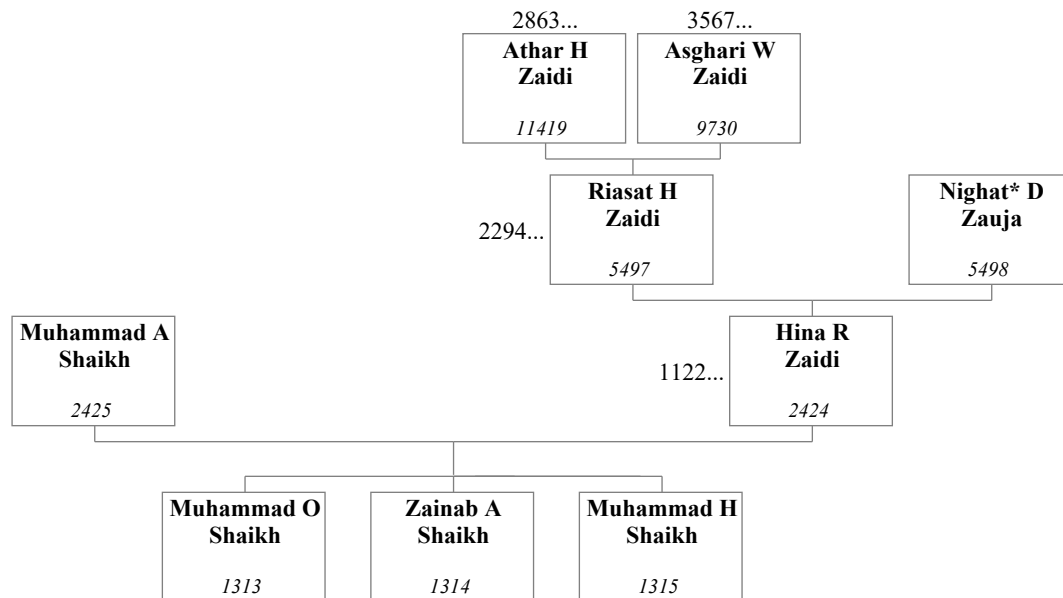 2863...
3567...
Athar H
Zaidi
11419
Asghari W
Zaidi
9730
2294...
Riasat H
Zaidi
5497
Nighat* D
Zauja
5498
Muhammad A
Shaikh
2425
1122...
Hina R
Zaidi
2424
Muhammad O
Shaikh
1313
Zainab A
Shaikh
1314
Muhammad H
Shaikh
1315